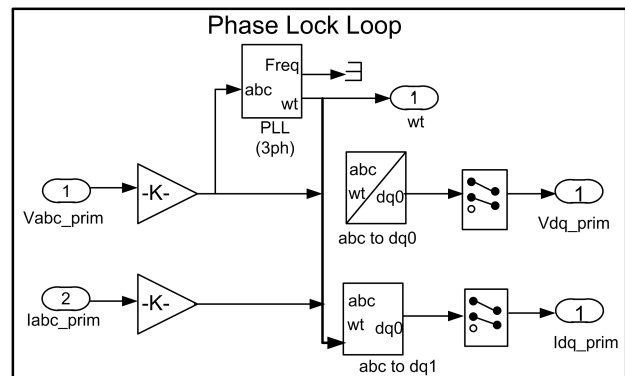 Phase Lock Loop
Freq
abc
wt
PLL
(3ph)
1
wt
1
Vabc_prim
-K-
abc
wt
dq0
abc to dq0
1
Vdq_prim
2
Iabc_prim
-K-
abc
wt
dq0
abc to dq1
1
Idq_prim